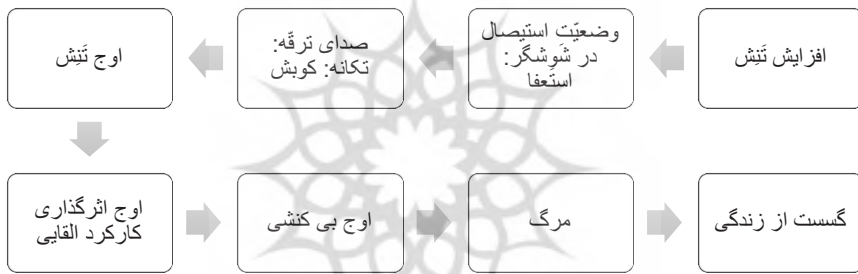 افزایش تَنِش
وضعیّتِ استیصال
در شَوِشگر:
استعفا
صدای ترقّه:
تکانه: کوبش
اوج تَنِش
اوج اثرگذاری
کارکرد القایی
اوج بی کنشی
مرگ
گسست از زندگی